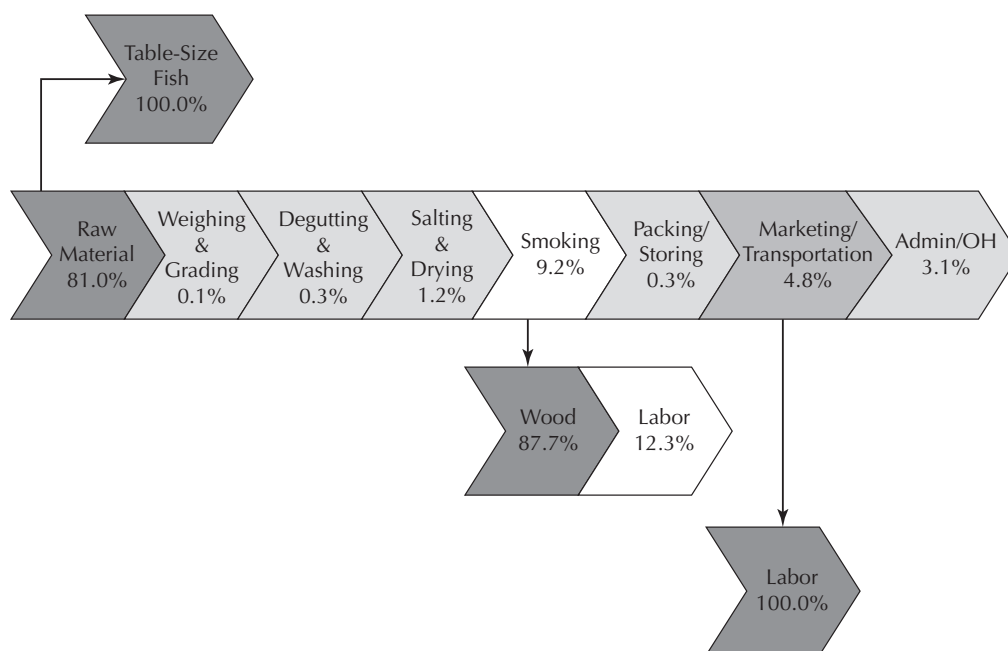 Table-Size
Fish
100.0%
Raw
Material
81.0%
Weighing
&
Grading
0.1%
Degutting
&
Washing
0.3%
Salting
&
Drying
1.2%
Smoking
9.2%
Packing/
Storing
0.3%
Marketing/
Transportation
4.8%
Admin/OH
3.1%
Wood
87.7%
Labor
12.3%
Labor
100.0%